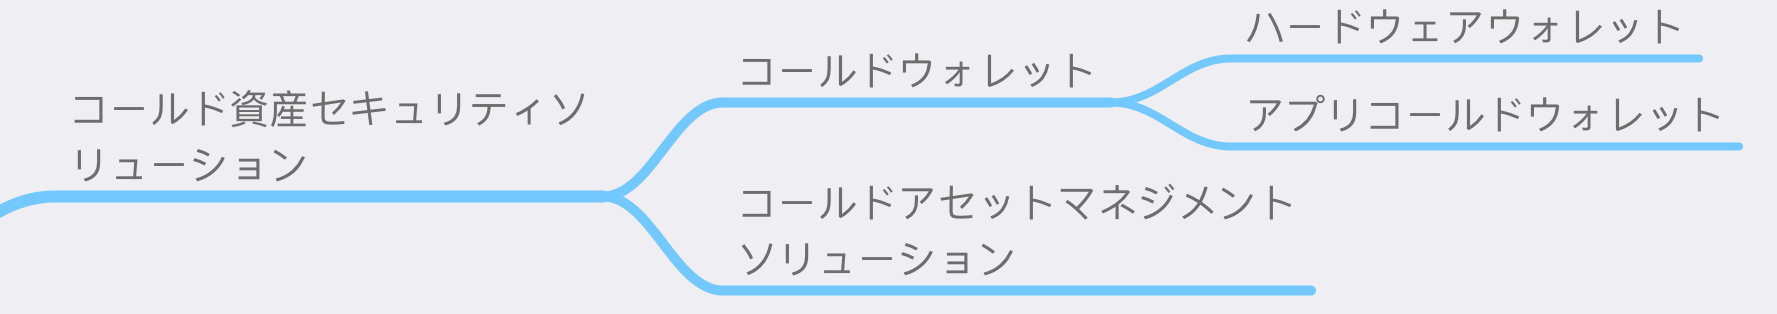 コールド資産セキュリティソ
リューション
コールドウォレット
ハードウェアウォレット
アプリコールドウォレット
コールドアセットマネジメント
ソリューション